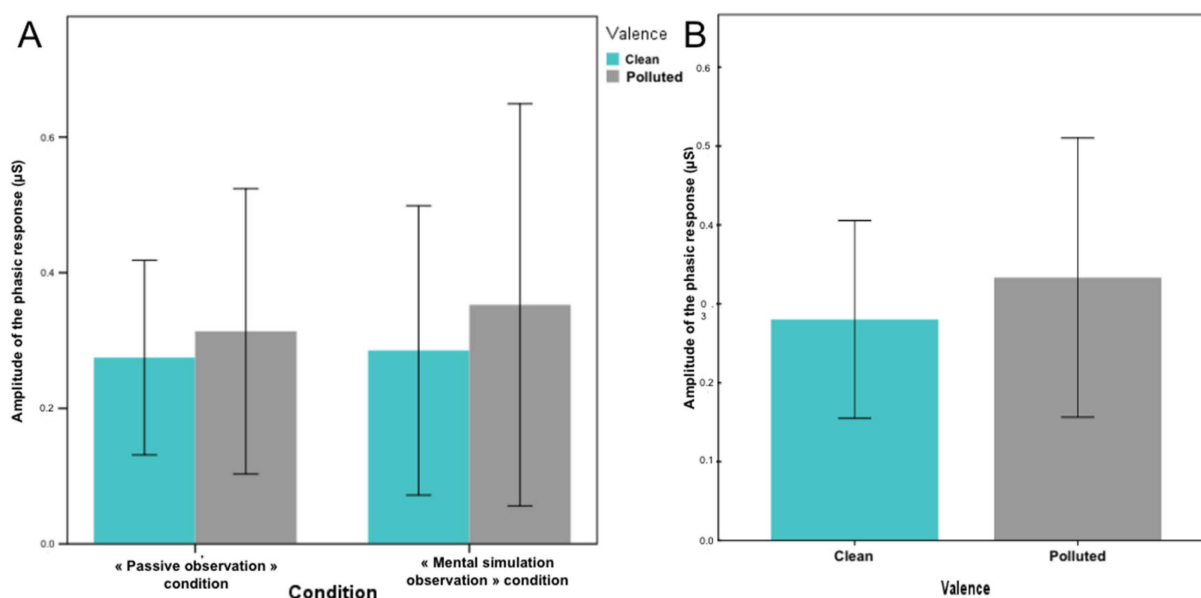 A
Valence
Clean
Polluted
Amplitude of the phasic response (µS)
0.6
0.4
0.2
0.0
« Passive observation »
condition
« Mental simulation
observation » condition
Condition
B
Amplitude of the phasic response (µS)
0.6
0.5
0.4
0 .
3
0.2
0.1
0.0
Clean
Polluted
Valence